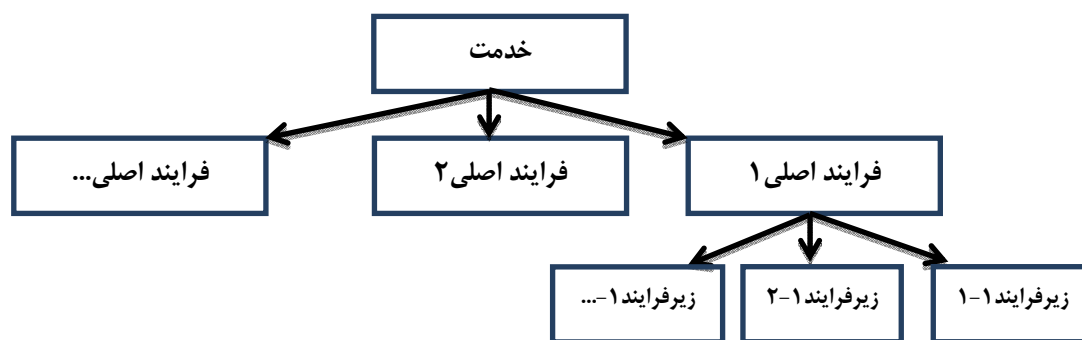 خدمت
فرایند اصلی۱
فرایند اصلی۲
فرایند اصلی...
زیرفرایند۱-۱
زیرفرایند۱-۲
زیرفرایند۱-...